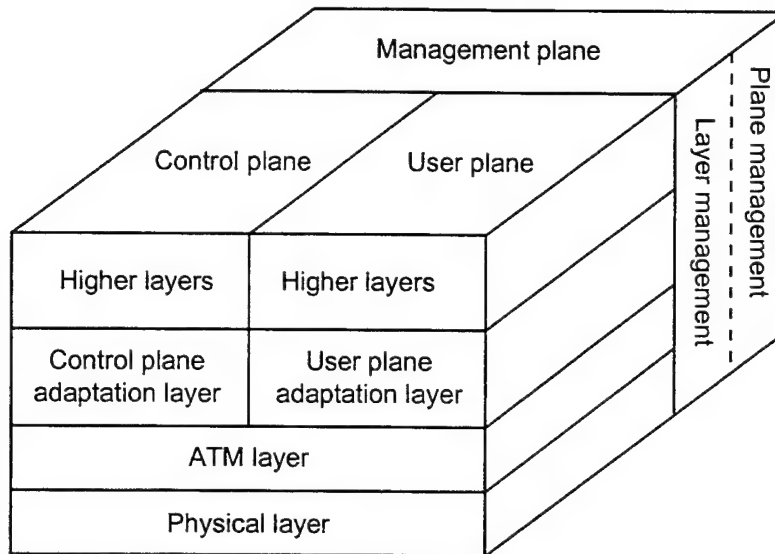 Management plane
Control plane
User plane
Plane management
Layer management
Higher layers
Higher layers
Control plane
adaptation layer
User plane
adaptation layer
ATM layer
Physical layer